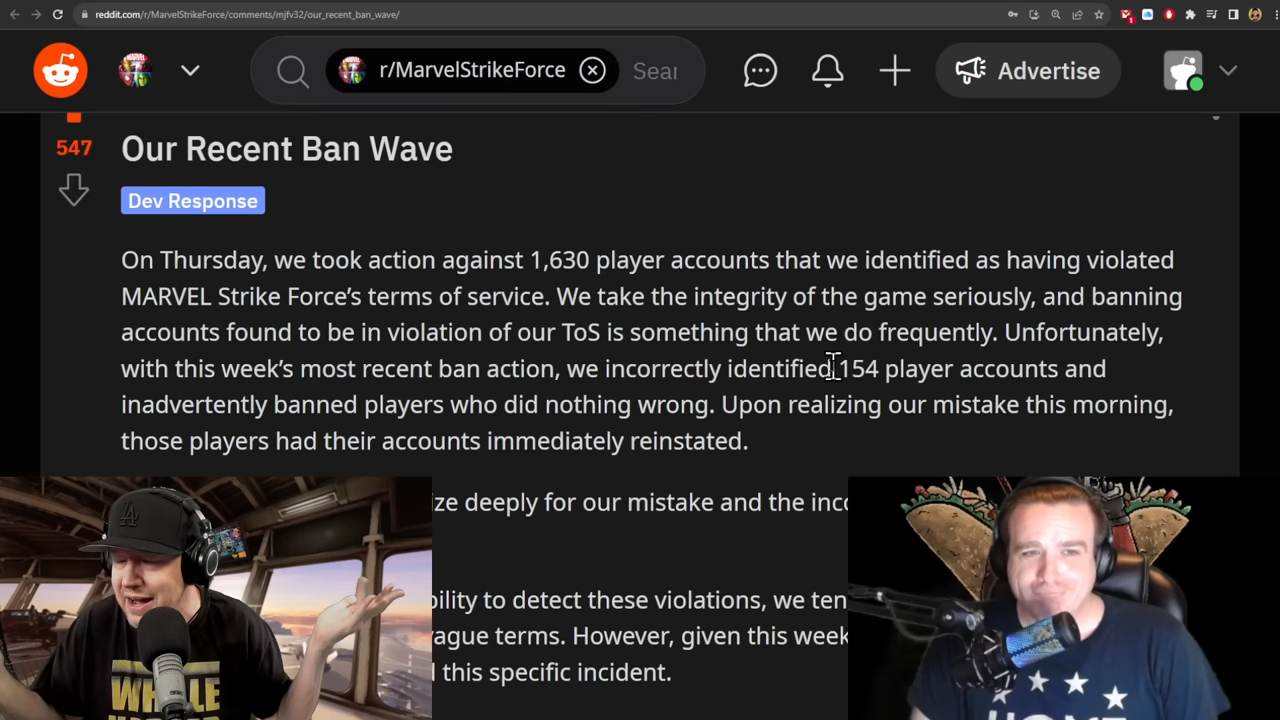 reddit.com/r/MarvelStrikeForce/comments/mjfv32/our_recent_ban_wave/
r/MarvelStrikeForce
Sear
Advertise
547
Our Recent Ban Wave
Dev Response
On Thursday, we took action against 1,630 player accounts that we identified as having violated
MARVEL Strike Force’s terms of service. We take the integrity of the game seriously, and banning
accounts found to be in violation of our ToS is something that we do frequently. Unfortunately,
with this week’s most recent ban action, we incorrectly identified 154 player accounts and
inadvertently banned players who did nothing wrong. Upon realizing our mistake this morning,
those players had their accounts immediately reinstated.
ize deeply for our mistake and the inco
bility to detect these violations, we ten
ague terms. However, given this week
d this specific incident.
LA
WHALE